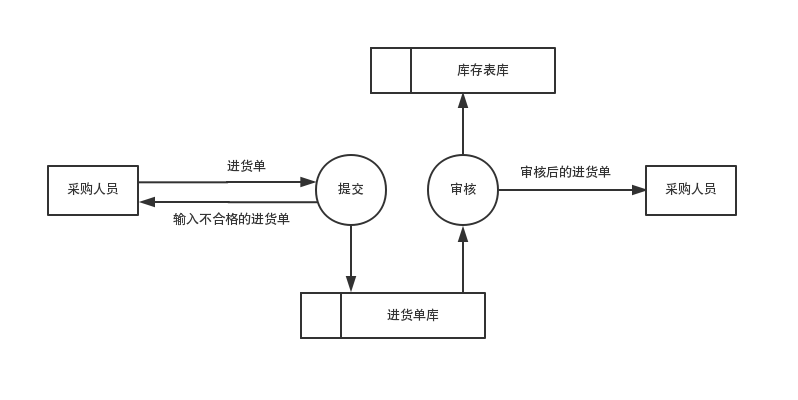 库存表库
进货单
审核后的进货单
采购人员
提交
审核
采购人员
输入不合格的进货单
进货单库